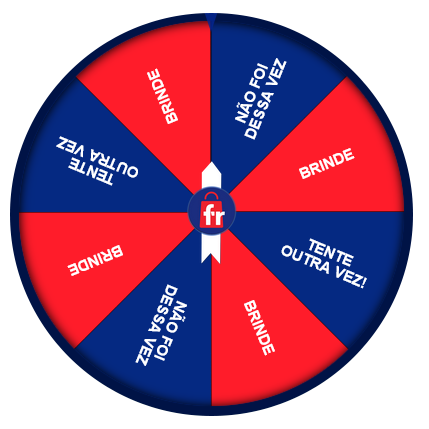 NÃO FOI
DESSA VEZ
BRINDE
TENTE
OUTRA VEZ!
BRINDE
NÃO FOI
DESSA VEZ
BRINDE
TENTE
OUTRA VEZ
BRINDE
fr